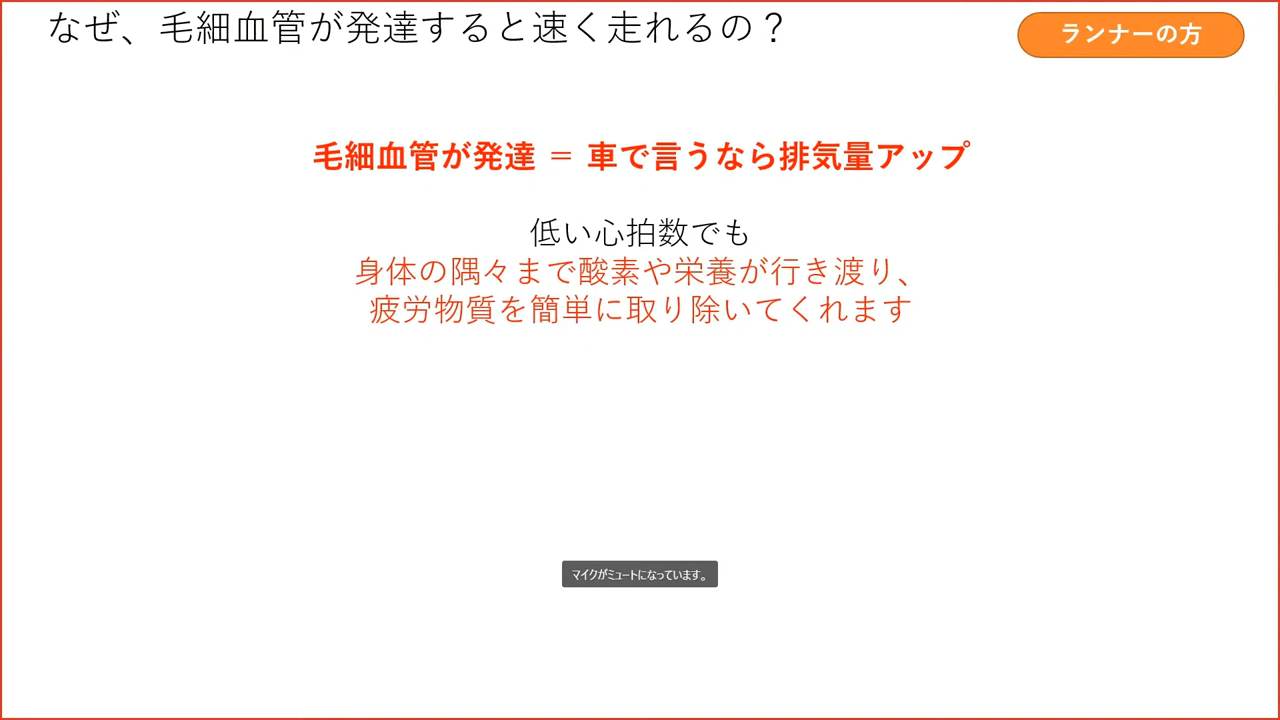 なぜ、毛細血管が発達すると速く走れるの？
ランナーの方
毛細血管が発達 ＝ 車で言うなら排気量アップ
低い心拍数でも
身体の隅々まで酸素や栄養が行き渡り、
疲労物質を簡単に取り除いてくれます
マイクがミュートになっています。